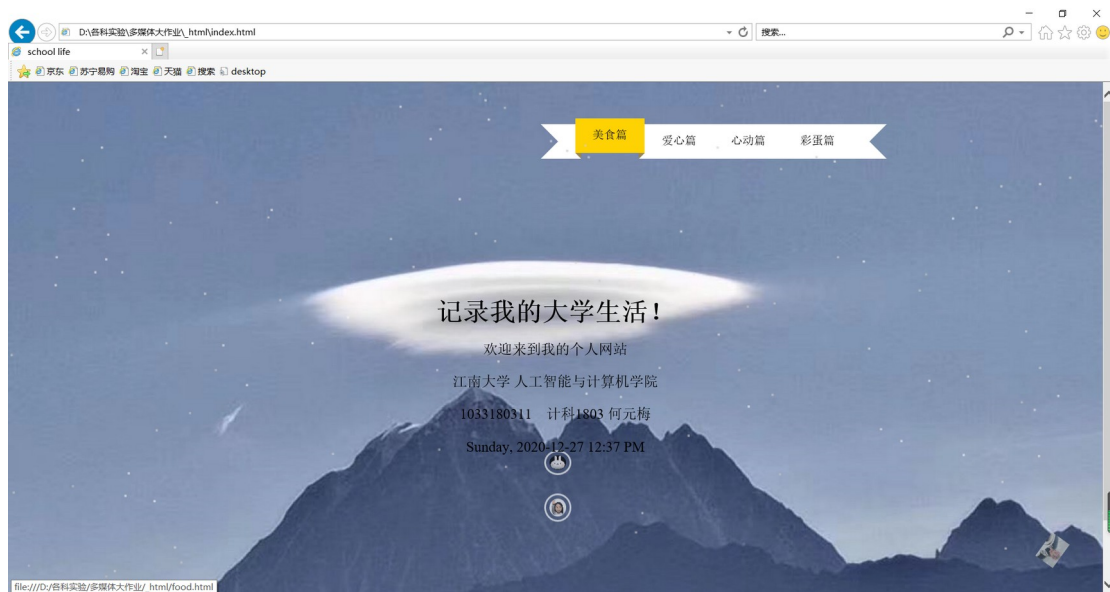 D:\各科实验\多媒体大作业\_html\index.html
搜索...
school life
京东 苏宁易购 淘宝 天猫 搜索 desktop
美食篇 爱心篇 心动篇 彩蛋篇
记录我的大学生活！
欢迎来到我的个人网站
江南大学 人工智能与计算机学院
1033180311 计科1803 何元梅
Sunday, 2020-12-27 12:37 PM
file:///D:/各科实验/多媒体大作业/_html/food.html